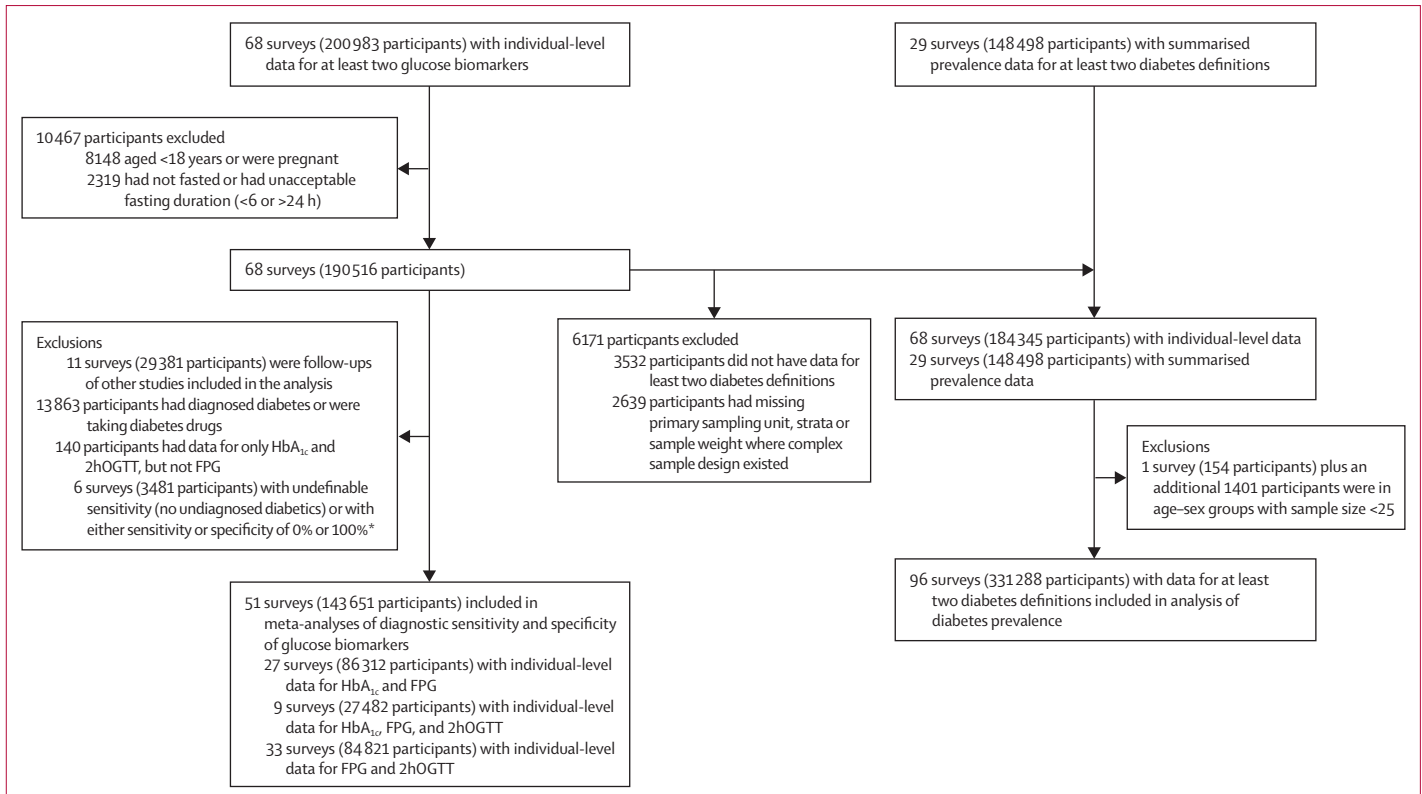 68 surveys (200 983 participants) with individual-level
data for at least two glucose biomarkers
29 surveys (148 498 participants) with summarised
prevalence data for at least two diabetes definitions
10 467 participants excluded
8148 aged <18 years or were pregnant
2319 had not fasted or had unacceptable
fasting duration (<6 or >24 h)
68 surveys (190 516 participants)
Exclusions
11 surveys (29 381 participants) were follow-ups
of other studies included in the analysis
13 863 participants had diagnosed diabetes or were
taking diabetes drugs
140 participants had data for only HbA1c and
2hOGTT, but not FPG
6 surveys (3481 participants) with undefinable
sensitivity (no undiagnosed diabetics) or with
either sensitivity or specificity of 0% or 100%*
6171 particpants excluded
3532 participants did not have data for
least two diabetes definitions
2639 participants had missing
primary sampling unit, strata or
sample weight where complex
sample design existed
68 surveys (184 345 participants) with individual-level data
29 surveys (148 498 participants) with summarised
prevalence data
Exclusions
1 survey (154 participants) plus an
additional 1401 participants were in
age–sex groups with sample size <25
51 surveys (143 651 participants) included in
meta-analyses of diagnostic sensitivity and specificity
of glucose biomarkers
27 surveys (86 312 participants) with individual-level
data for HbA1c and FPG
9 surveys (27 482 participants) with individual-level
data for HbA1c, FPG, and 2hOGTT
33 surveys (84 821 participants) with individual-level
data for FPG and 2hOGTT
96 surveys (331 288 participants) with data for at least
two diabetes definitions included in analysis of
diabetes prevalence